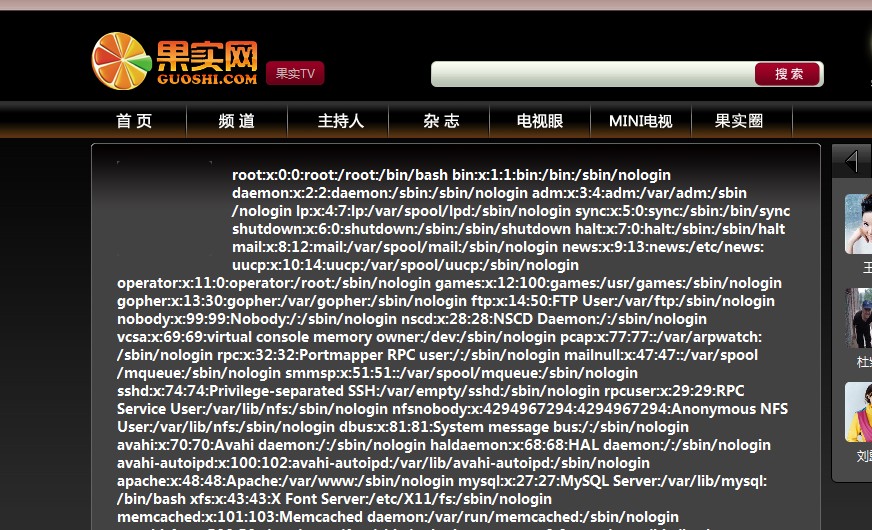 果实网
GUOSHI.COM
果实TV
搜 索
首 页
频 道
主持人
杂 志
电视眼
MINI电视
果实圈
root:x:0:0:root:/root:/bin/bash bin:x:1:1:bin:/bin:/sbin/nologin
daemon:x:2:2:daemon:/sbin:/sbin/nologin adm:x:3:4:adm:/var/adm:/sbin
/nologin lp:x:4:7:lp:/var/spool/lpd:/sbin/nologin sync:x:5:0:sync:/sbin:/bin/sync
shutdown:x:6:0:shutdown:/sbin:/sbin/shutdown halt:x:7:0:halt:/sbin:/sbin/halt
mail:x:8:12:mail:/var/spool/mail:/sbin/nologin news:x:9:13:news:/etc/news:
uucp:x:10:14:uucp:/var/spool/uucp:/sbin/nologin
operator:x:11:0:operator:/root:/sbin/nologin games:x:12:100:games:/usr/games:/sbin/nologin
gopher:x:13:30:gopher:/var/gopher:/sbin/nologin ftp:x:14:50:FTP User:/var/ftp:/sbin/nologin
nobody:x:99:99:Nobody:/:/sbin/nologin nscd:x:28:28:NSCD Daemon:/:/sbin/nologin
vcsa:x:69:69:virtual console memory owner:/dev:/sbin/nologin pcap:x:77:77::/var/arpwatch:
/sbin/nologin rpc:x:32:32:Portmapper RPC user:/:/sbin/nologin mailnull:x:47:47::/var/spool
/mqueue:/sbin/nologin smmsp:x:51:51::/var/spool/mqueue:/sbin/nologin
sshd:x:74:74:Privilege-separated SSH:/var/empty/sshd:/sbin/nologin rpcuser:x:29:29:RPC
Service User:/var/lib/nfs:/sbin/nologin nfsnobody:x:4294967294:4294967294:Anonymous NFS
User:/var/lib/nfs:/sbin/nologin dbus:x:81:81:System message bus:/:/sbin/nologin
avahi:x:70:70:Avahi daemon:/:/sbin/nologin haldaemon:x:68:68:HAL daemon:/:/sbin/nologin
avahi-autoipd:x:100:102:avahi-autoipd:/var/lib/avahi-autoipd:/sbin/nologin
apache:x:48:48:Apache:/var/www:/sbin/nologin mysql:x:27:27:MySQL Server:/var/lib/mysql:
/bin/bash xfs:x:43:43:X Font Server:/etc/X11/fs:/sbin/nologin
memcached:x:101:103:Memcached daemon:/var/run/memcached:/sbin/nologin